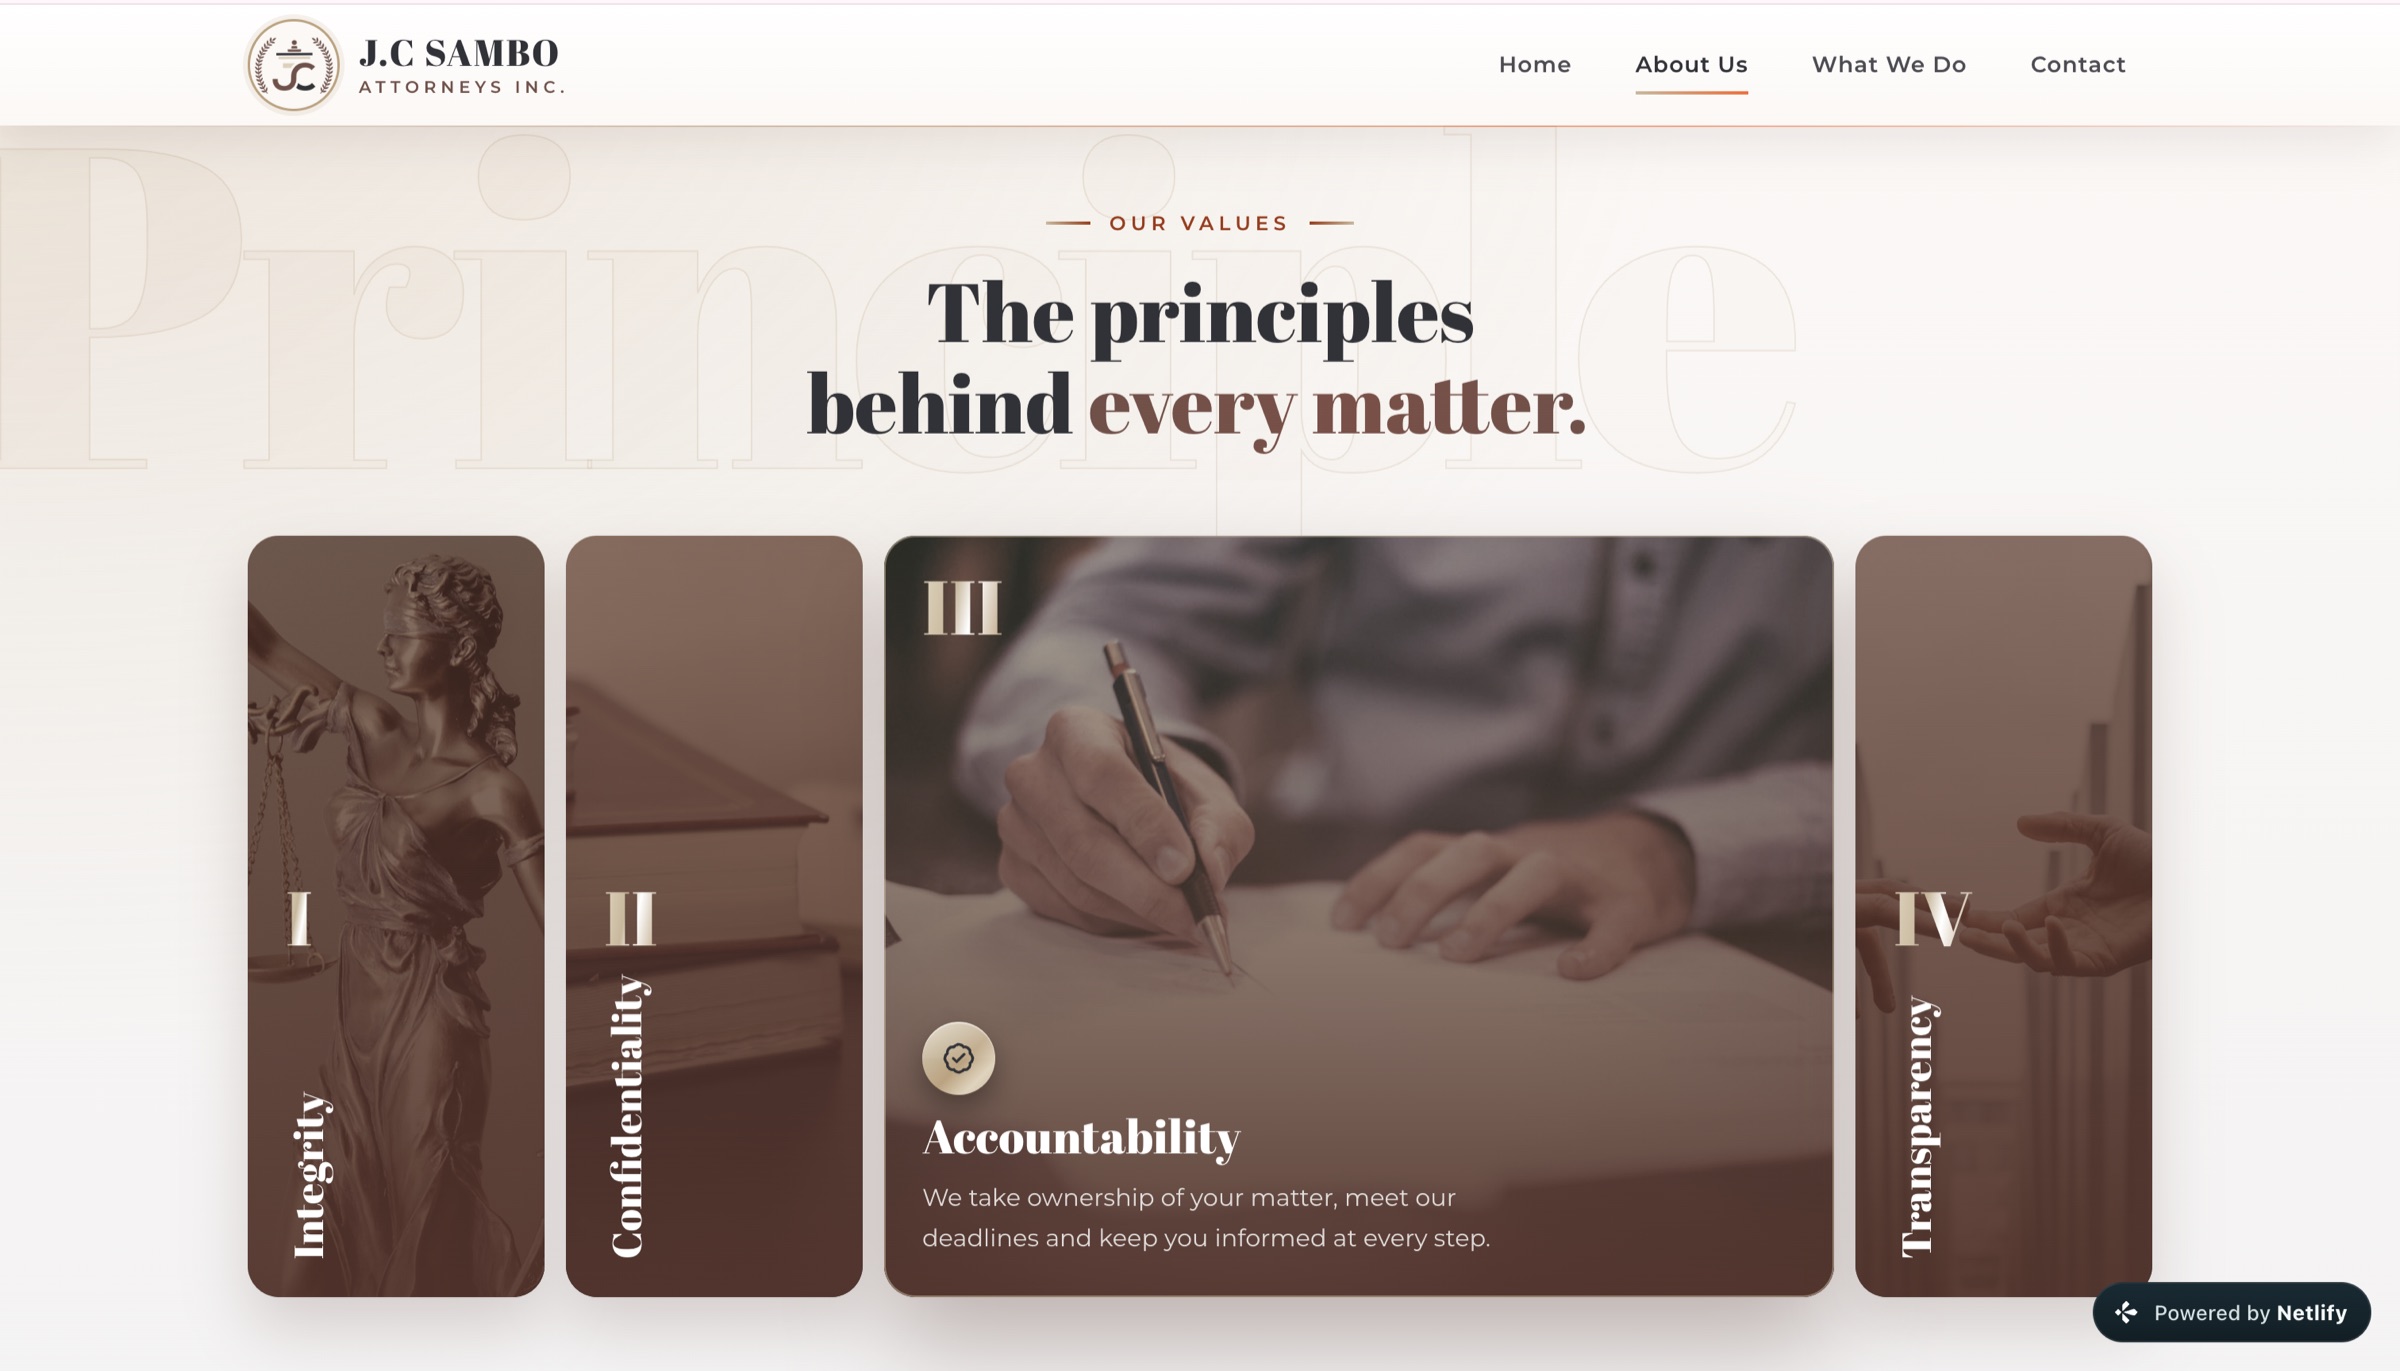 JC
J.C SAMBO
ATTORNEYS INC.
Home
About Us
What We Do
Contact
Principle
OUR VALUES
The principles
behind every matter.
I
Integrity
II
Confidentiality
III
Accountability
We take ownership of your matter, meet our
deadlines and keep you informed at every step.
IV
Transparency
Powered by Netlify